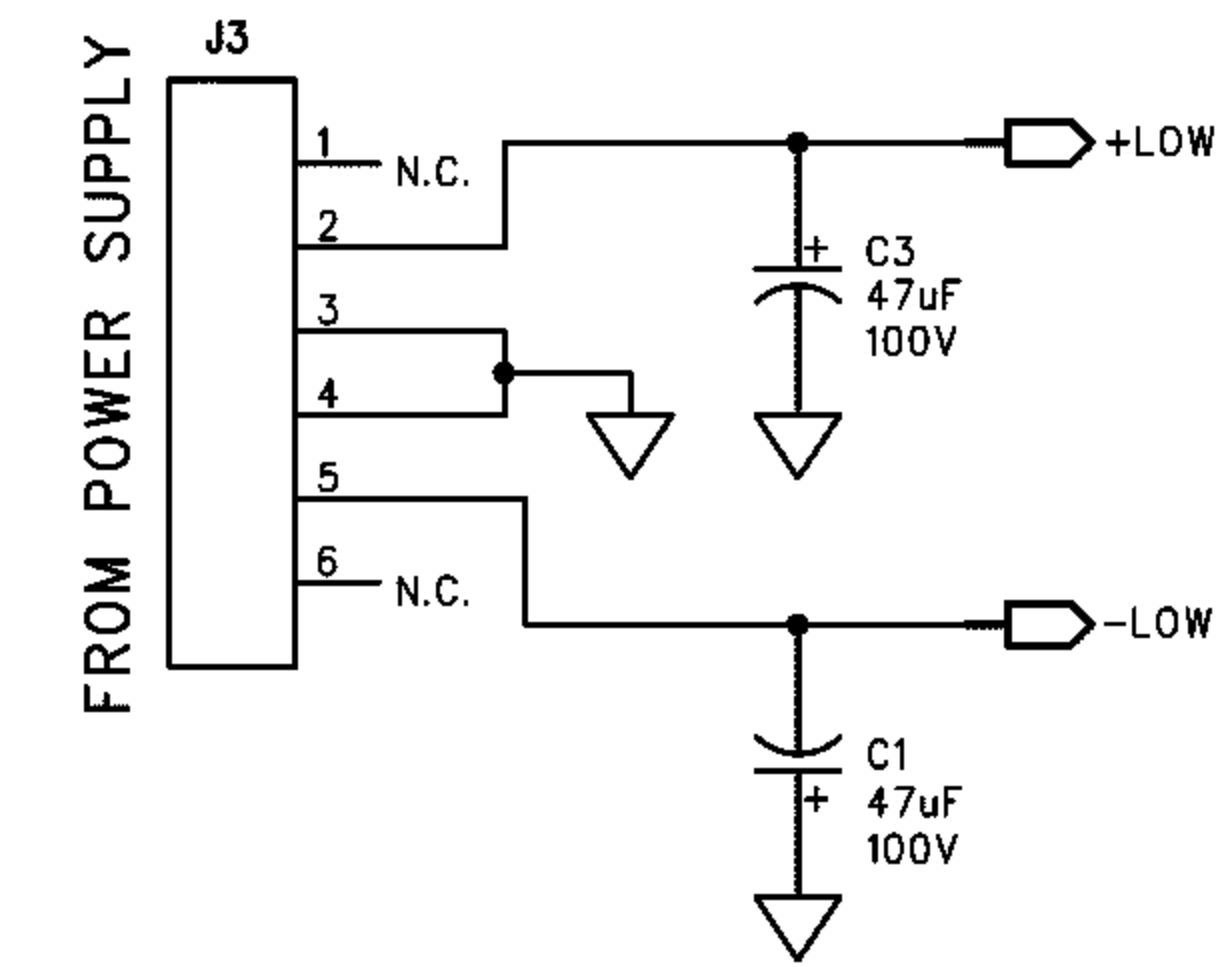 FROM POWER SUPPLY
J3
1
N.C.
2
3
4
5
6
N.C.
+LOW
+
C3
47uF
100V
-LOW
C1
+
47uF
100V